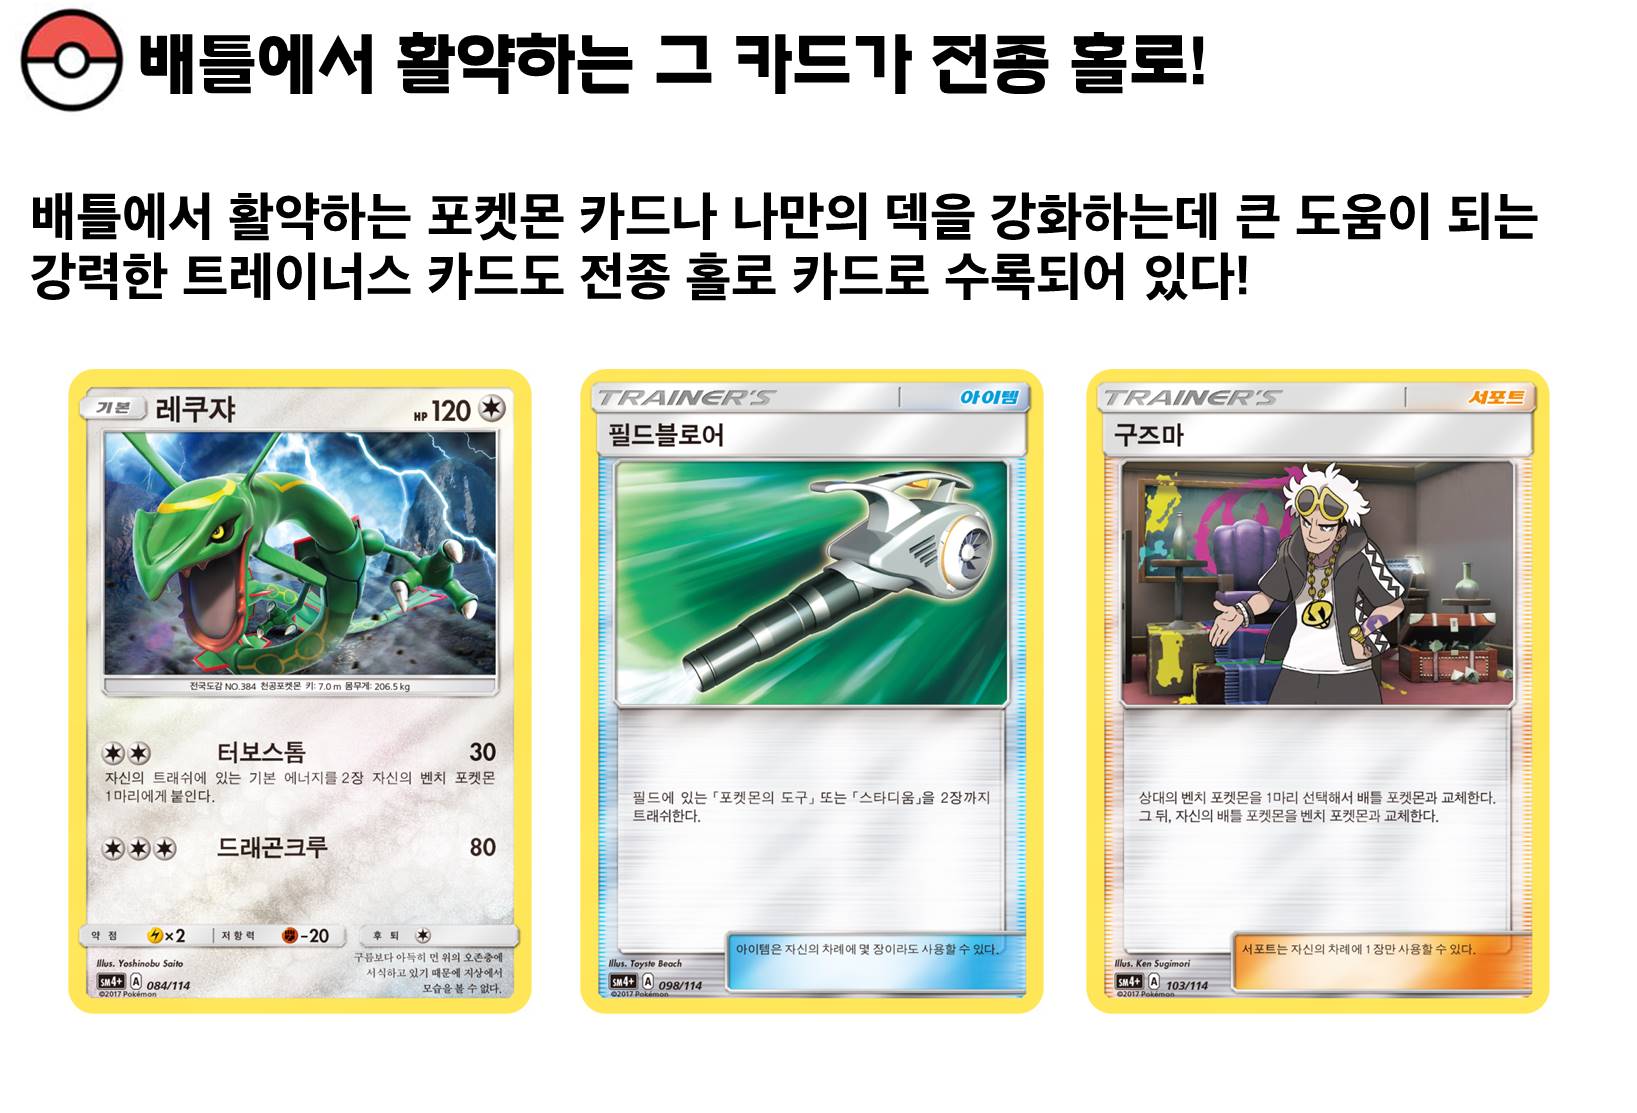 배틀에서 활약하는 그 카드가 전종 홀로!
배틀에서 활약하는 포켓몬 카드나 나만의 덱을 강화하는데 큰 도움이 되는
강력한 트레이너스 카드도 전종 홀로 카드로 수록되어 있다!
기본 레쿠쟈 HP 120
전국도감 NO.384 천공포켓몬 키: 7.0 m 몸무게: 206.5 kg
터보스톰 30
자신의 트래쉬에 있는 기본 에너지를 2장 자신의 벤치 포켓몬
1마리에게 붙인다.
드래곤크루 80
약점 ×2 저항력 -20 후퇴
Illus. Yoshinobu Saito
구름보다 아득히 먼 위의 오존층에
서식하고 있기 때문에 지상에서
모습을 볼 수 없다.
SM4+ A 084/114
©2017 Pokémon
TRAINER'S 아이템
필드블로어
필드에 있는 「포켓몬의 도구」 또는 「스타디움」을 2장까지
트래쉬한다.
아이템은 자신의 차례에 몇 장이라도 사용할 수 있다.
Illus. Toyste Beach
SM4+ A 098/114
©2017 Pokémon
TRAINER'S 서포트
구즈마
상대의 벤치 포켓몬을 1마리 선택해서 배틀 포켓몬과 교체한다.
그 뒤, 자신의 배틀 포켓몬을 벤치 포켓몬과 교체한다.
서포트는 자신의 차례에 1장만 사용할 수 있다.
Illus. Ken Sugimori
SM4+ A 103/114
©2017 Pokémon